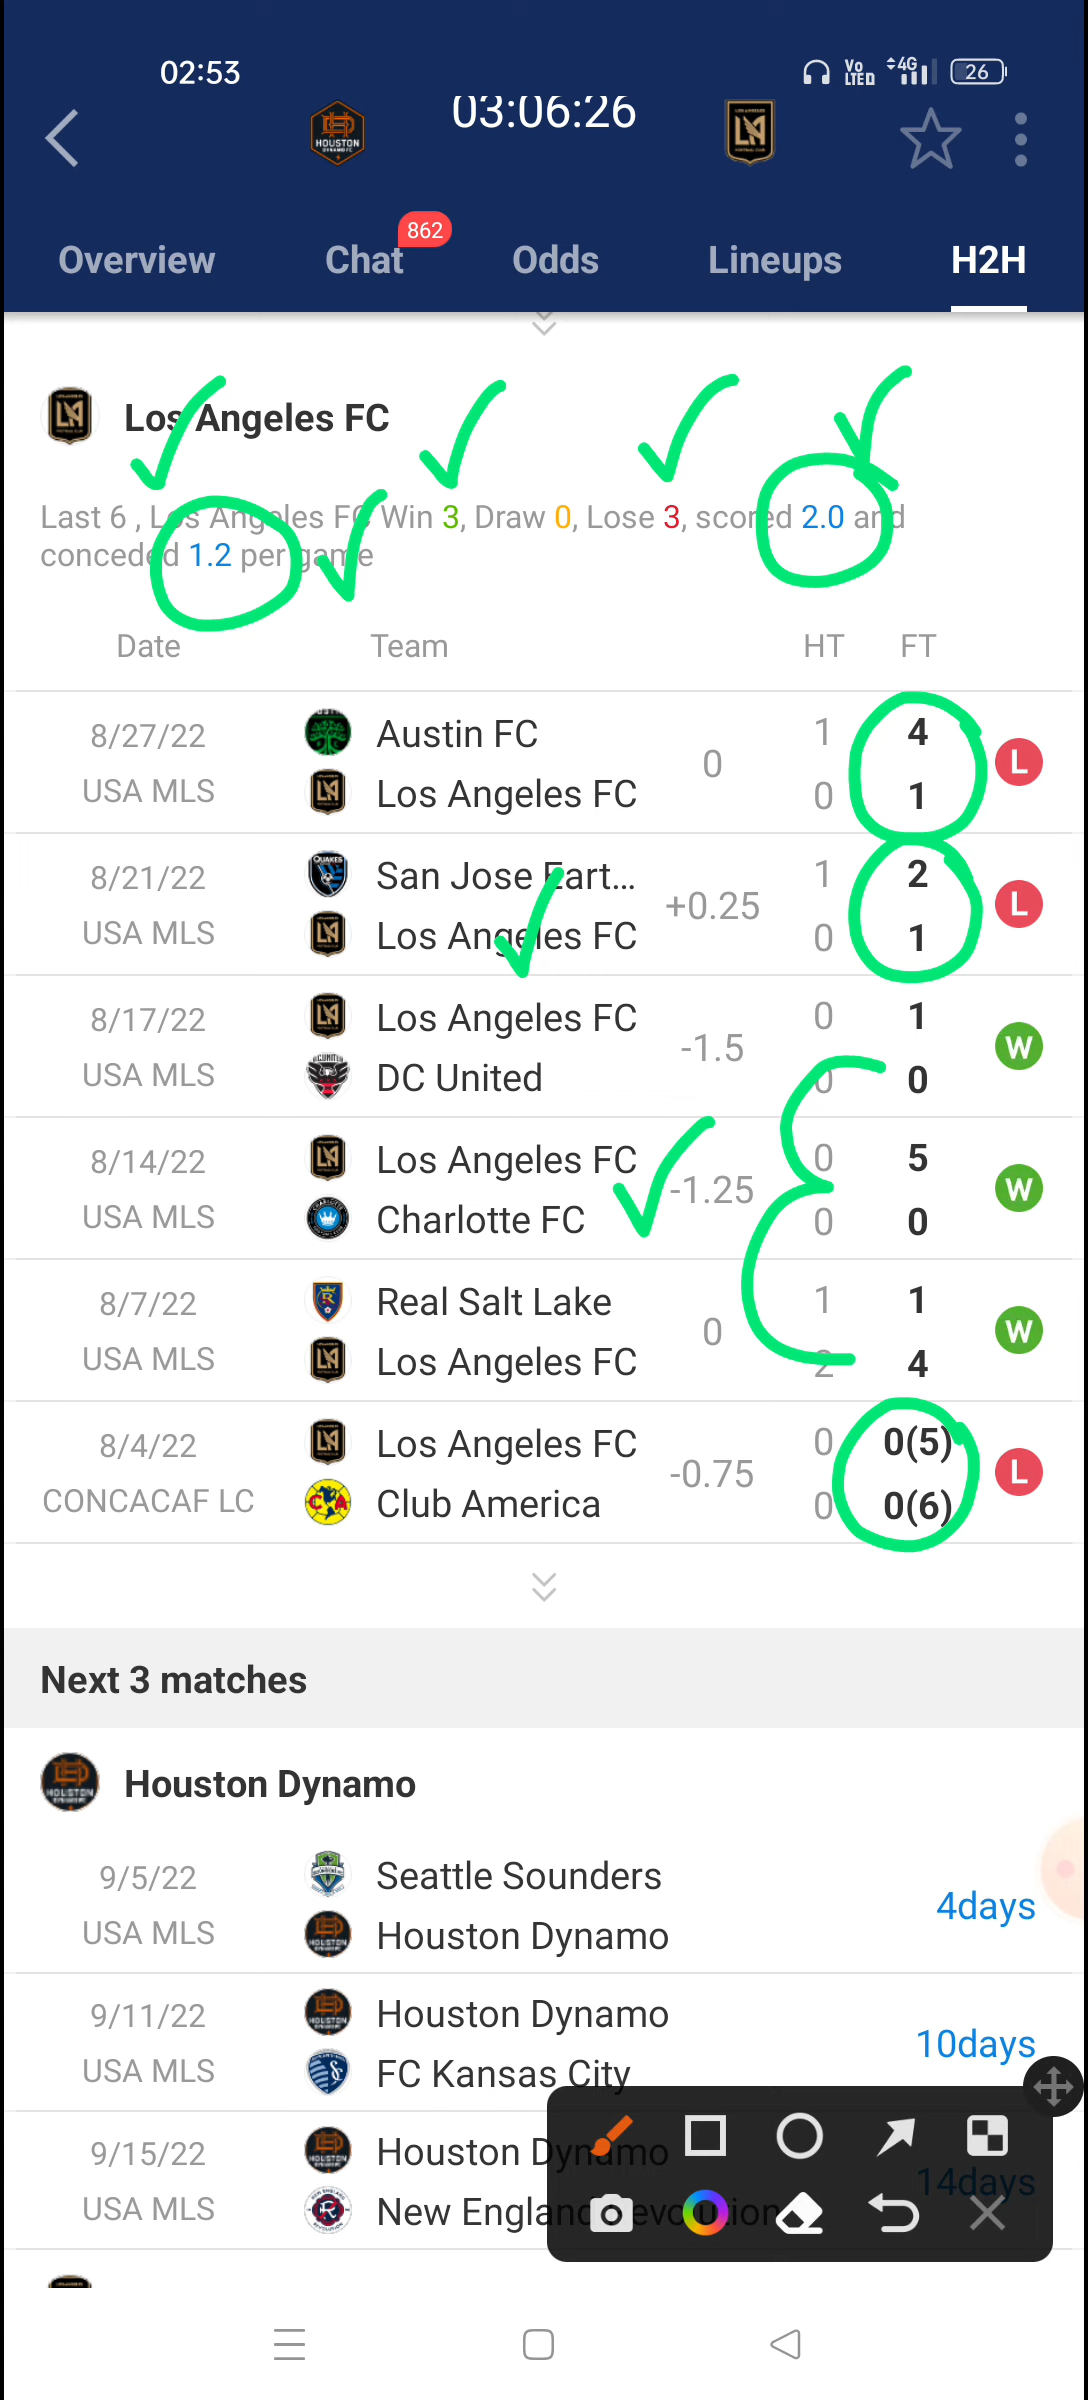 02:53
Vo LTED 4G 26
HOUSTON
03:06:26
Overview Chat 862 Odds Lineups H2H
Los Angeles FC
Last 6 , Los Angeles FC Win 3, Draw 0, Lose 3, scored 2.0 and
conceded 1.2 per game
Date Team HT FT
8/27/22 Austin FC 1 4
USA MLS Los Angeles FC 0 0 1 L
8/21/22 San Jose Eart... 1 2
USA MLS Los Angeles FC +0.25 0 1 L
8/17/22 Los Angeles FC 0 1
USA MLS DC United -1.5 0 0 W
8/14/22 Los Angeles FC 0 5
USA MLS Charlotte FC -1.25 0 0 W
8/7/22 Real Salt Lake 1 1
USA MLS Los Angeles FC 0 2 4 W
8/4/22 Los Angeles FC 0 0(5)
CONCACAF LC Club America -0.75 0 0(6) L
Next 3 matches
Houston Dynamo
9/5/22 Seattle Sounders
USA MLS Houston Dynamo 4days
9/11/22 Houston Dynamo
USA MLS FC Kansas City 10days
9/15/22 Houston Dynamo
USA MLS New England Revolution 14days